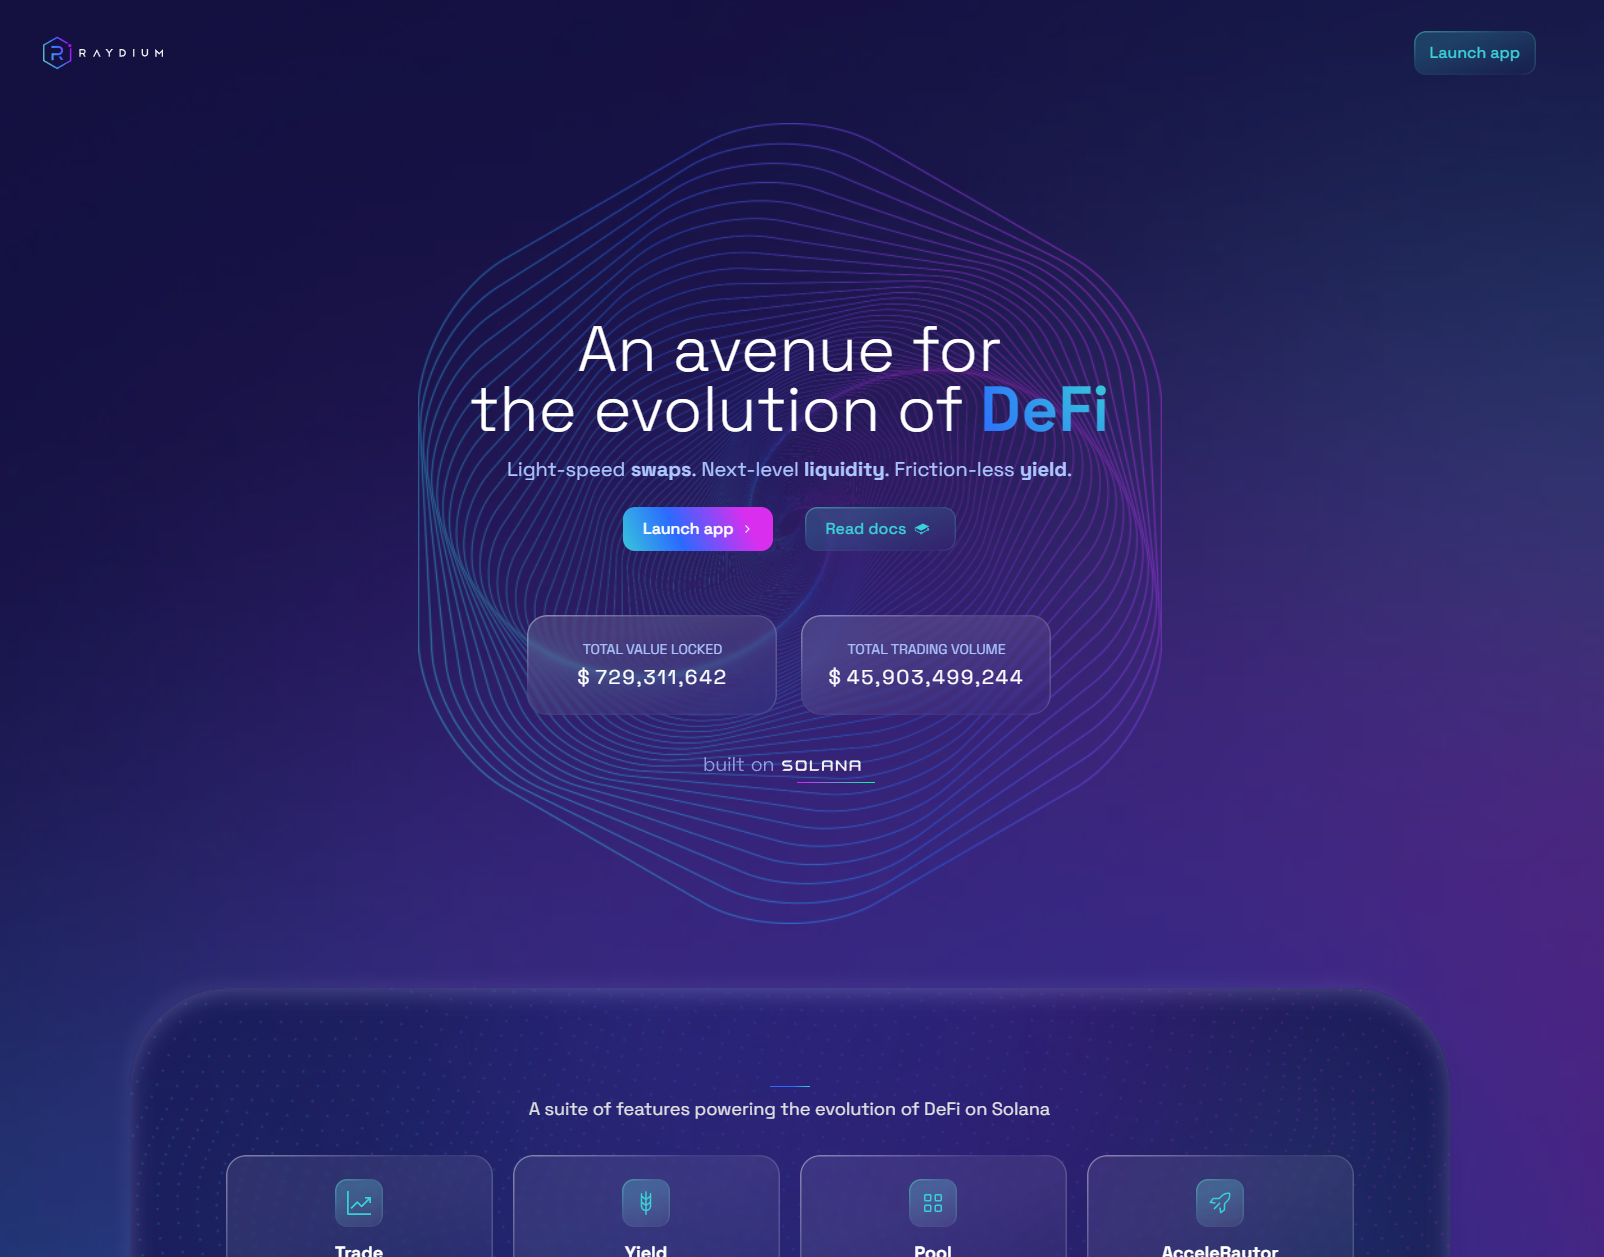 RAYDIUM
Launch app
An avenue for
the evolution of DeFi
Light-speed swaps. Next-level liquidity. Friction-less yield.
Launch app
Read docs
TOTAL VALUE LOCKED
$ 729,311,642
TOTAL TRADING VOLUME
$ 45,903,499,244
built on SOLANA
A suite of features powering the evolution of DeFi on Solana
Trade
Yield
Pool
AcceleRaytor